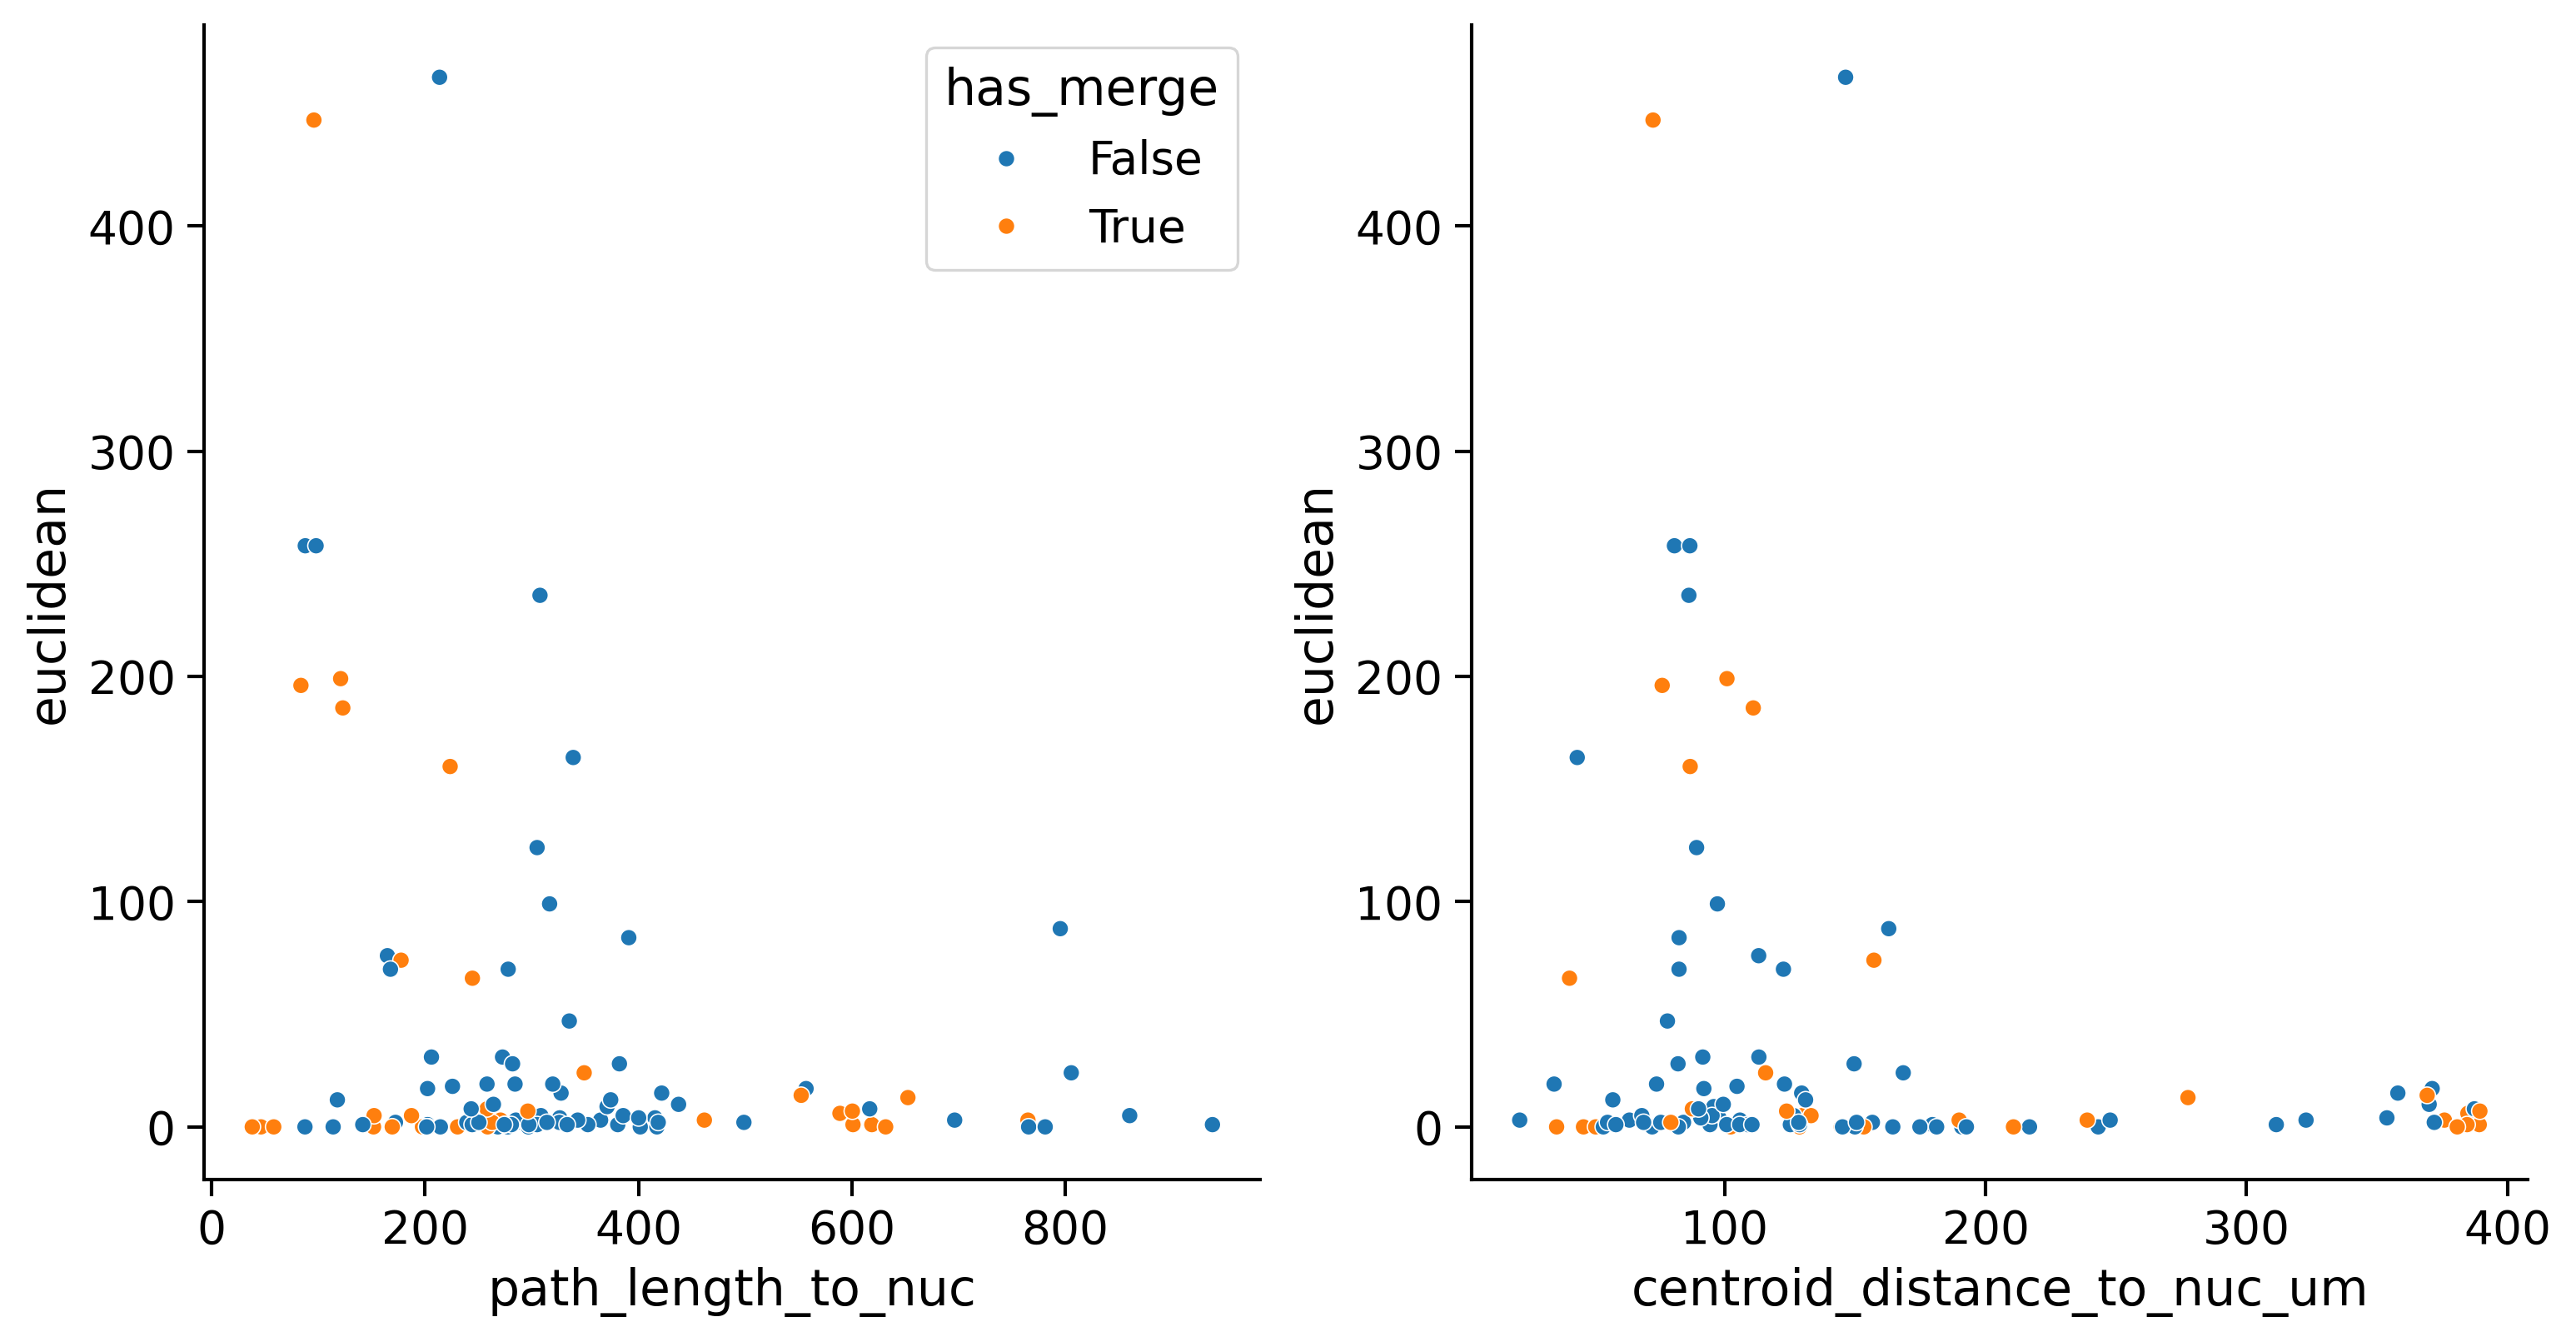 has_merge
False
True
400
300
200
100
0
euclidean
0 200 400 600 800
path_length_to_nuc
400
300
200
100
0
euclidean
100 200 300 400
centroid_distance_to_nuc_um